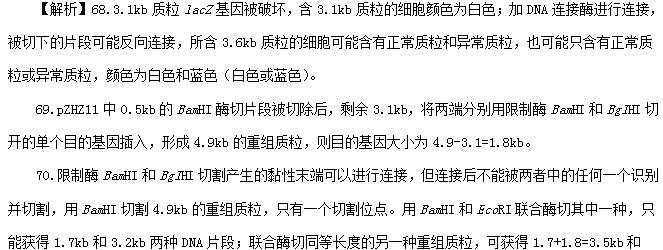 【解析】68.3.1kb 质粒 lacZ 基因被破坏，含 3.1kb 质粒的细胞颜色为白色；加 DNA 连接酶进行连接，
被切下的片段可能反向连接，所含 3.6kb 质粒的细胞可能含有正常质粒和异常质粒，也可能只含有正常质
粒或异常质粒，颜色为白色和蓝色（白色或蓝色）。
69.pZHZ11 中 0.5kb 的 BamHI 酶切片段被切除后，剩余 3.1kb，将两端分别用限制酶 BamHI 和 BglHI 切
开的单个目的基因插入，形成 4.9kb 的重组质粒，则目的基因大小为 4.9-3.1=1.8kb。
70.限制酶 BamHI 和 BglHI 切割产生的黏性末端可以进行连接，但连接后不能被两者中的任何一个识别
并切割，用 BamHI 切割 4.9kb 的重组质粒，只有一个切割位点。用 BamHI 和 EcoRI 联合酶切其中一种，只
能获得 1.7kb 和 3.2kb 两种 DNA 片段；联合酶切同等长度的另一种重组质粒，可获得 1.7+1.8=3.5kb 和